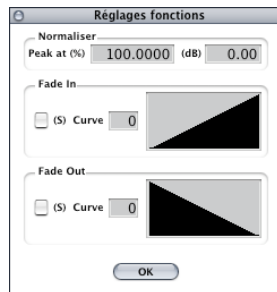 Réglages fonctions
Normaliser
Peak at (%) 100.0000 (dB) 0.00
Fade In
(S) Curve 0
Fade Out
(S) Curve 0
OK